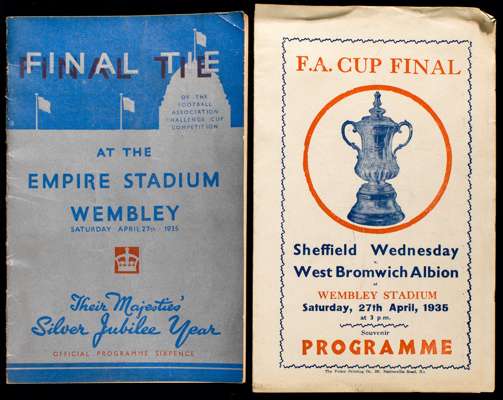 FINAL TIE
OF THE
FOOTBALL
ASSOCIATION
CHALLENGE CUP
COMPETITION
AT THE
EMPIRE STADIUM
WEMBLEY
SATURDAY APRIL 27TH 1935
Their Majesties'
Silver Jubilee Year
OFFICIAL PROGRAMME SIXPENCE
F.A. CUP FINAL
Sheffield Wednesday
v
West Bromwich Albion
at
WEMBLEY STADIUM
Saturday, 27th April, 1935
at 3 p.m.
Souvenir
PROGRAMME